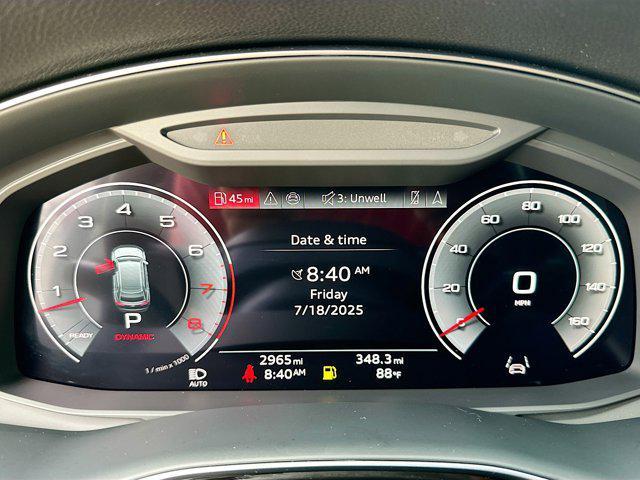 45 mi 3: Unwell
Date & time
8:40 AM
Friday
7/18/2025
2965 mi 348.3 mi
8:40 AM 88°F
1 2 3 4 5 6 7 8
READY
P
DYNAMIC
1 / min x 1000
AUTO
0 20 40 60 80 100 120 140 160
0
MPH